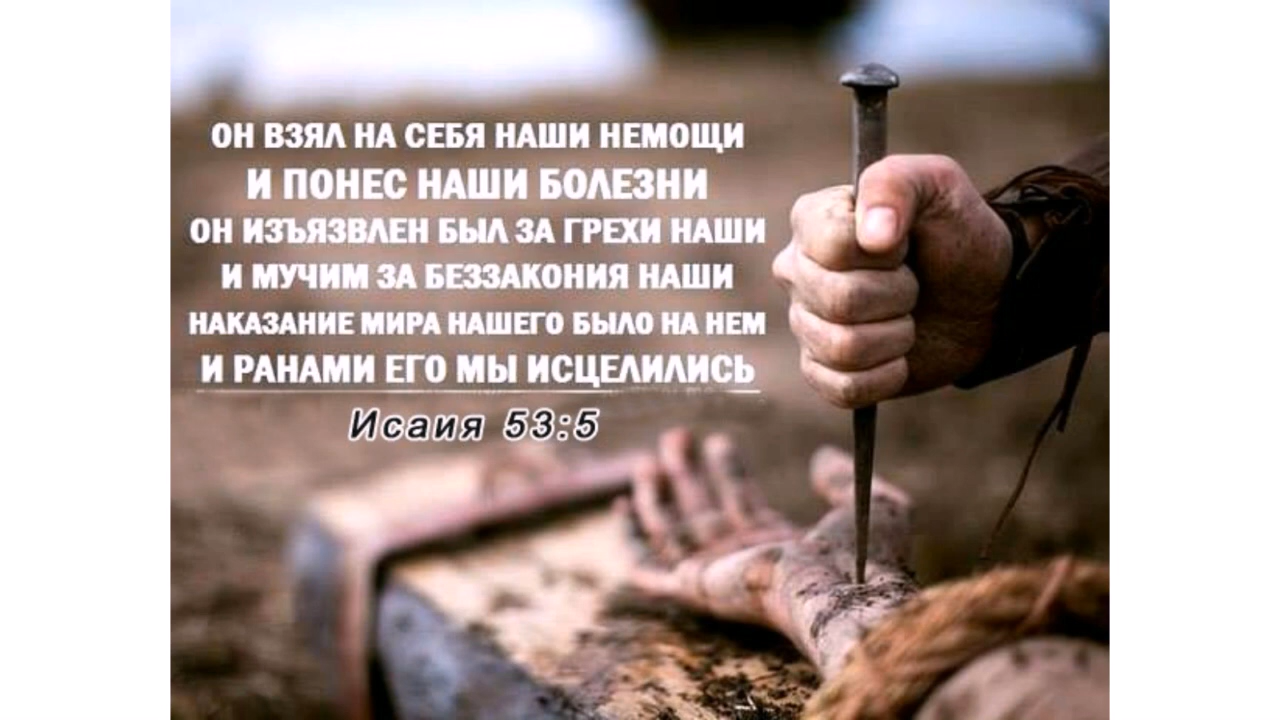 ОН ВЗЯЛ НА СЕБЯ НАШИ НЕМОЩИ
И ПОНЕС НАШИ БОЛЕЗНИ
ОН ИЗЪЯЗВЛЕН БЫЛ ЗА ГРЕХИ НАШИ
И МУЧИМ ЗА БЕЗЗАКОНИЯ НАШИ
НАКАЗАНИЕ МИРА НАШЕГО БЫЛО НА НЕМ
И РАНАМИ ЕГО МЫ ИСЦЕЛИЛИСЬ
Исаия 53:5